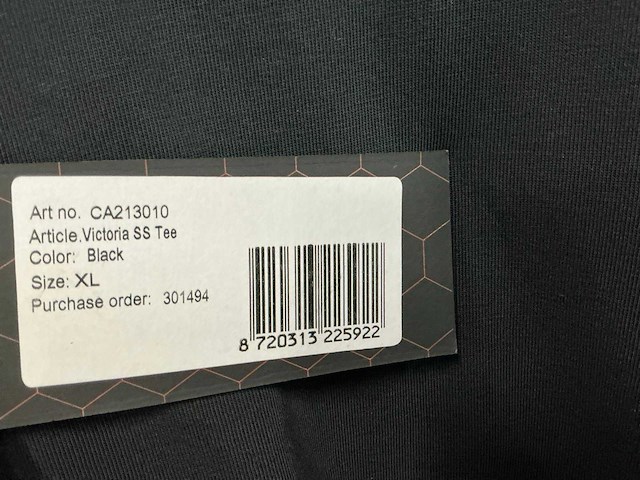 Art no. CA213010
Article.Victoria SS Tee
Color: Black
Size: XL
Purchase order: 301494
8 720313 225922